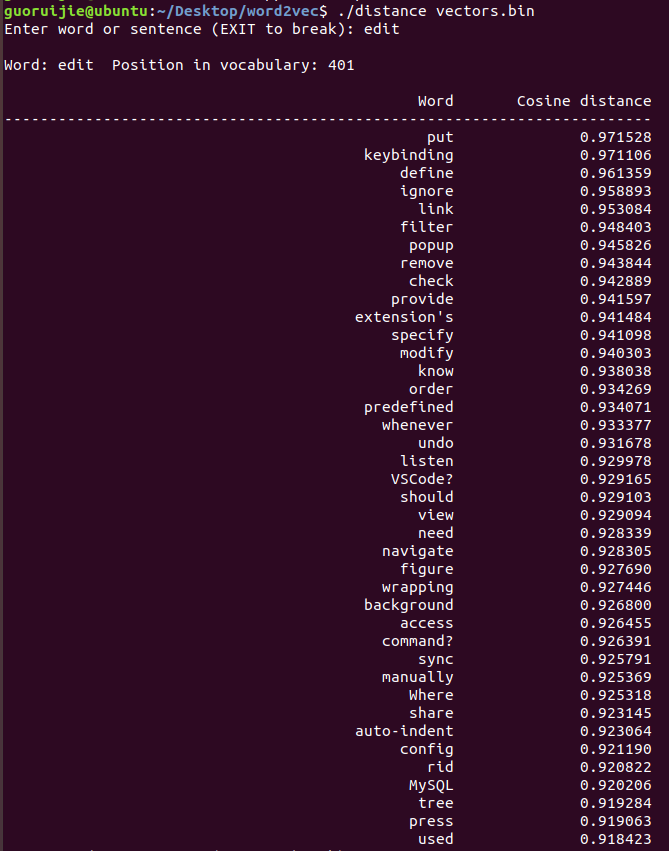 guoruijie@ubuntu:~/Desktop/word2vec$ ./distance vectors.bin
Enter word or sentence (EXIT to break): edit
Word: edit  Position in vocabulary: 401
Word Cosine distance
------------------------------------------------------------------------
put 0.971528
keybinding 0.971106
define 0.961359
ignore 0.958893
link 0.953084
filter 0.948403
popup 0.945826
remove 0.943844
check 0.942889
provide 0.941597
extension's 0.941484
specify 0.941098
modify 0.940303
know 0.938038
order 0.934269
predefined 0.934071
whenever 0.933377
undo 0.931678
listen 0.929978
VSCode? 0.929165
should 0.929103
view 0.929094
need 0.928339
navigate 0.928305
figure 0.927690
wrapping 0.927446
background 0.926800
access 0.926455
command? 0.926391
sync 0.925791
manually 0.925369
Where 0.925318
share 0.923145
auto-indent 0.923064
config 0.921190
rid 0.920822
MySQL 0.920206
tree 0.919284
press 0.919063
used 0.918423